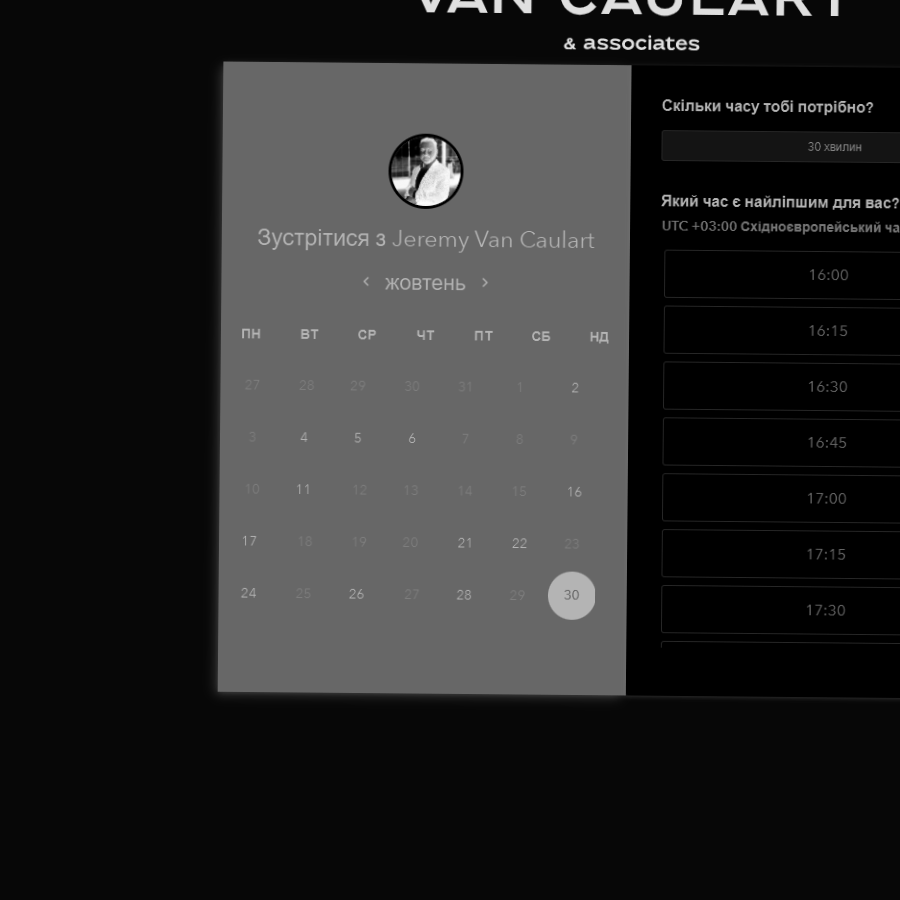 VAN CAULART
& associates
Зустрітися з Jeremy Van Caulart
‹ жовтень ›
ПН ВТ СР ЧТ ПТ СБ НД
27 28 29 30 31 1 2
3 4 5 6 7 8 9
10 11 12 13 14 15 16
17 18 19 20 21 22 23
24 25 26 27 28 29 30
Скільки часу тобі потрібно?
30 хвилин
Який час є найліпшим для вас?
UTC +03:00 Східноєвропейський ча
16:00
16:15
16:30
16:45
17:00
17:15
17:30